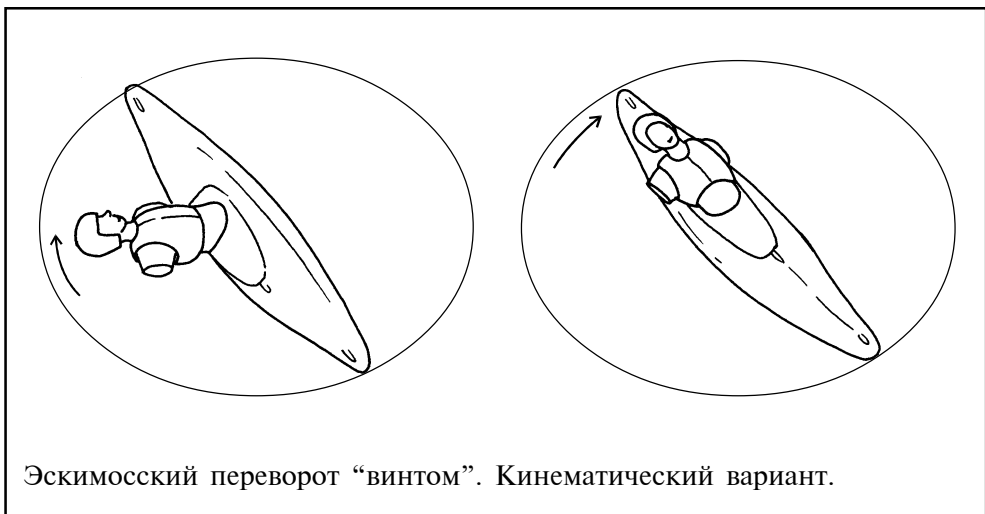 Эскимосский переворот “винтом”. Кинематический вариант.